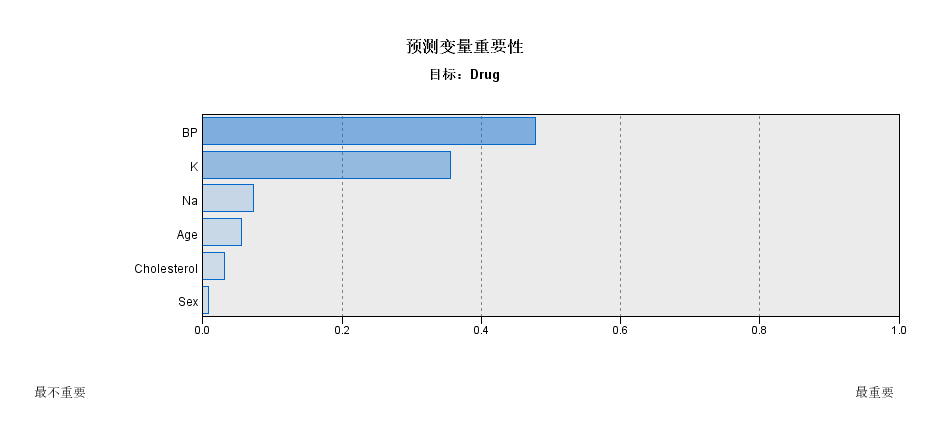 预测变量重要性
目标：Drug
BP
K
Na
Age
Cholesterol
Sex
0.0 0.2 0.4 0.6 0.8 1.0
最不重要 最重要